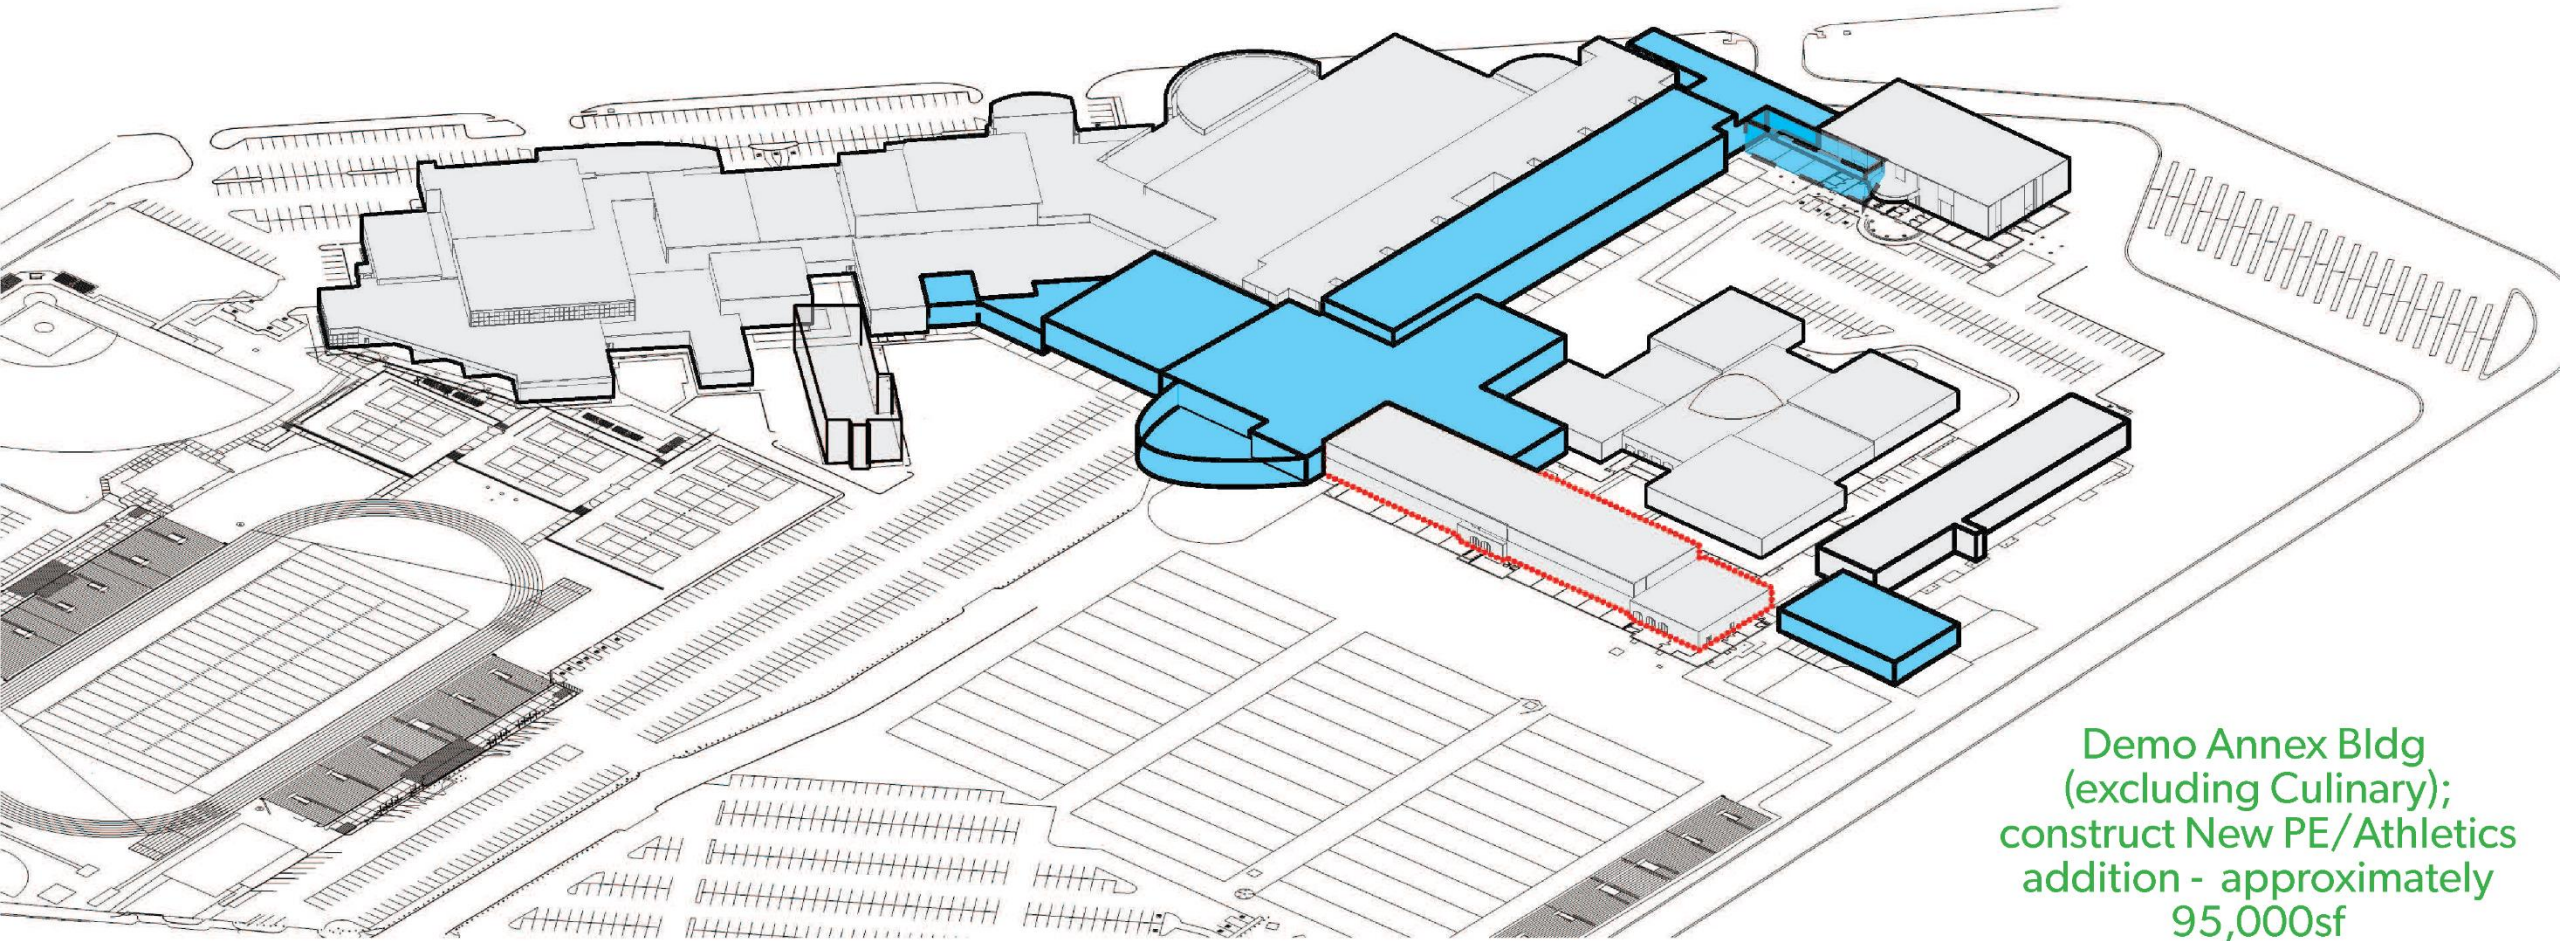 Demo Annex Bldg
(excluding Culinary);
construct New PE/Athletics
addition - approximately
95,000sf